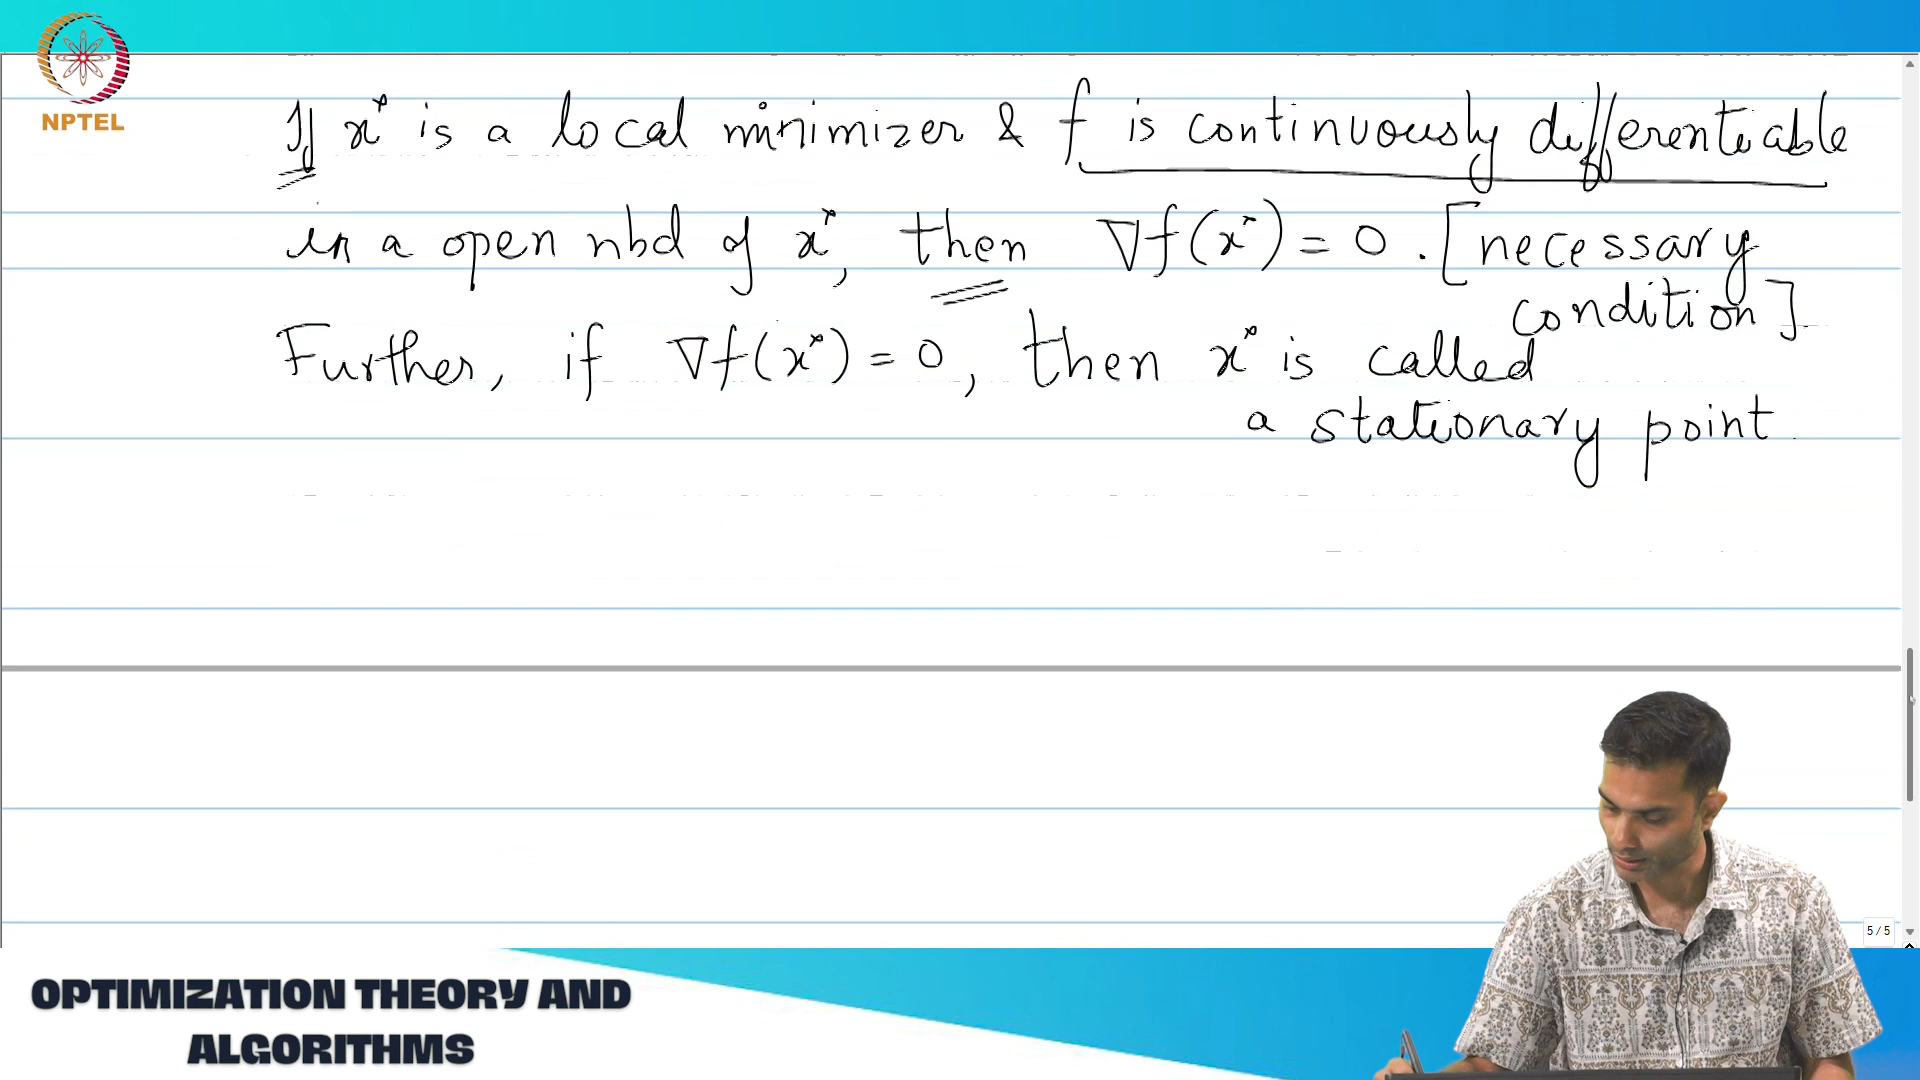 NPTEL
If x* is a local minimizer & f is continuously differentiable
in a open nbd of x*, then ∇f(x*) = 0. [necessary
condition]
Further, if ∇f(x*) = 0, then x* is called
a stationary point.
5 / 5
OPTIMIZATION THEORY AND
ALGORITHMS